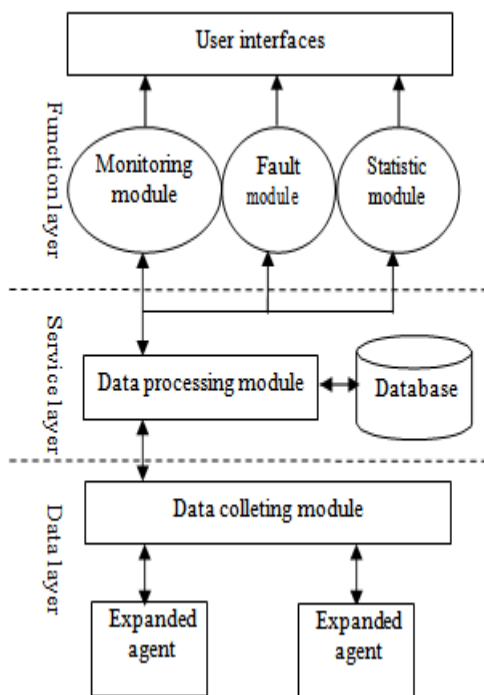 User interfaces
Function layer
Monitoring
module
Fault
module
Statistic
module
Service layer
Data processing module
Database
Data layer
Data colleting module
Expanded
agent
Expanded
agent